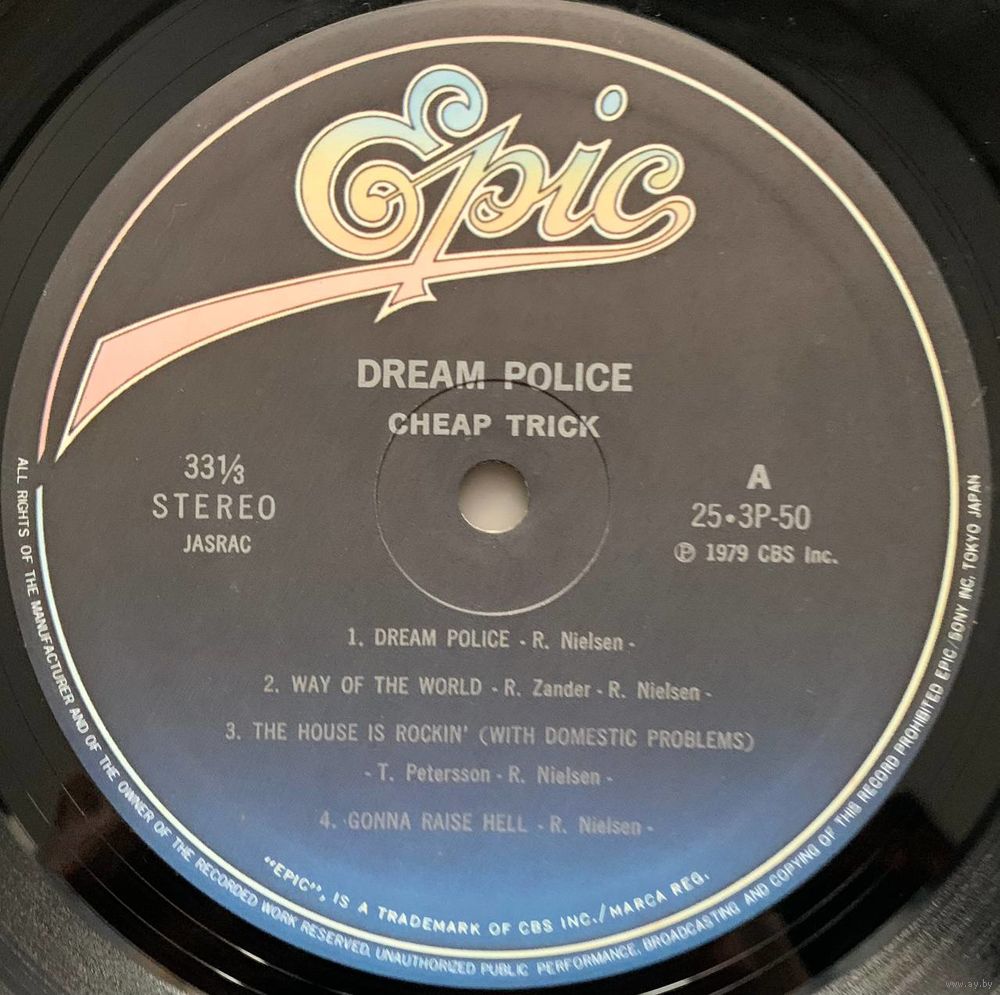 Epic
DREAM POLICE
CHEAP TRICK
33⅓
STEREO
JASRAC
A
25•3P-50
Ⓟ 1979 CBS Inc.
1. DREAM POLICE - R. Nielsen -
2. WAY OF THE WORLD - R. Zander - R. Nielsen -
3. THE HOUSE IS ROCKIN' (WITH DOMESTIC PROBLEMS)
- T. Petersson - R. Nielsen -
4. GONNA RAISE HELL - R. Nielsen -
"EPIC", IS A TRADEMARK OF CBS INC./MARCA REG.
ALL RIGHTS OF THE MANUFACTURER AND OF THE OWNER OF THE RECORDED WORK RESERVED. UNAUTHORIZED PUBLIC PERFORMANCE, BROADCASTING AND COPYING OF THIS RECORD PROHIBITED EPIC/SONY INC. TOKYO JAPAN
www.ay.by